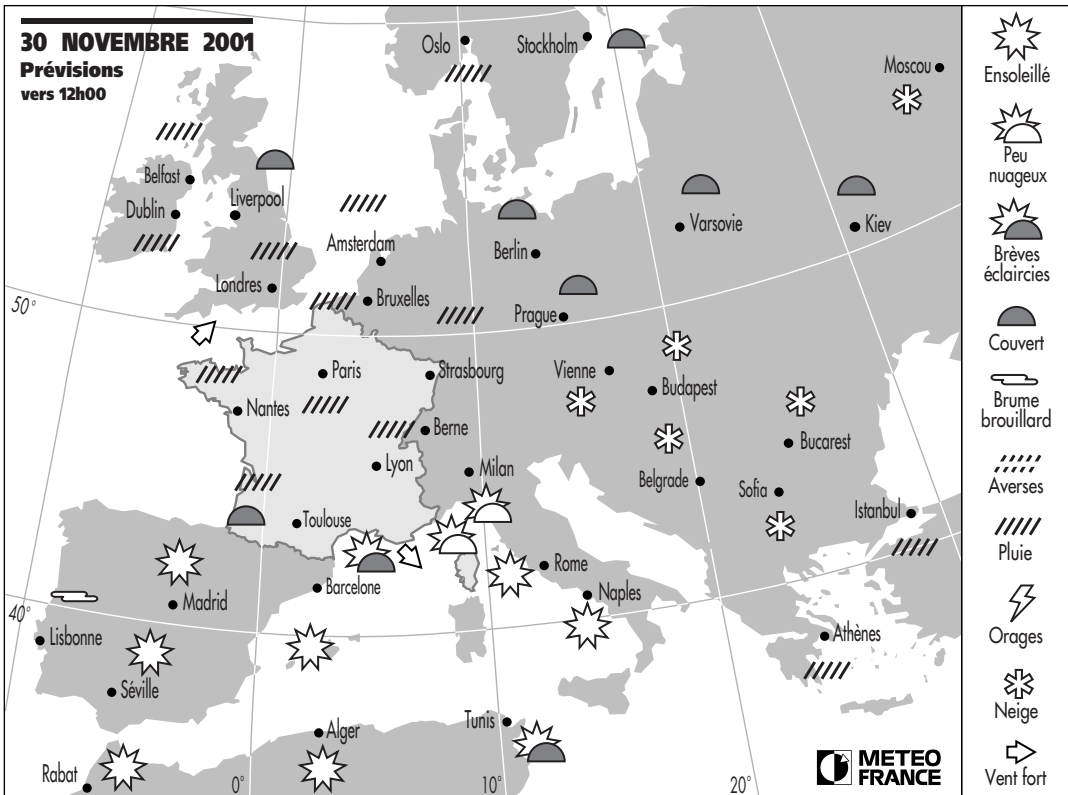 30 NOVEMBRE 2001
Prévisions
vers 12h00
Oslo
Stockholm
Moscou
Belfast
Dublin
Liverpool
Amsterdam
Berlin
Varsovie
Kiev
Londres
Bruxelles
Prague
50°
Paris
Strasbourg
Vienne
Budapest
Nantes
Berne
Bucarest
Lyon
Milan
Belgrade
Sofia
Istanbul
Toulouse
Rome
Barcelone
Naples
Madrid
40°
Lisbonne
Athènes
Séville
Alger
Tunis
Rabat
0°
10°
20°
METEO
FRANCE
Ensoleillé
Peu
nuageux
Brèves
éclaircies
Couvert
Brume
brouillard
Averses
Pluie
Orages
Neige
Vent fort